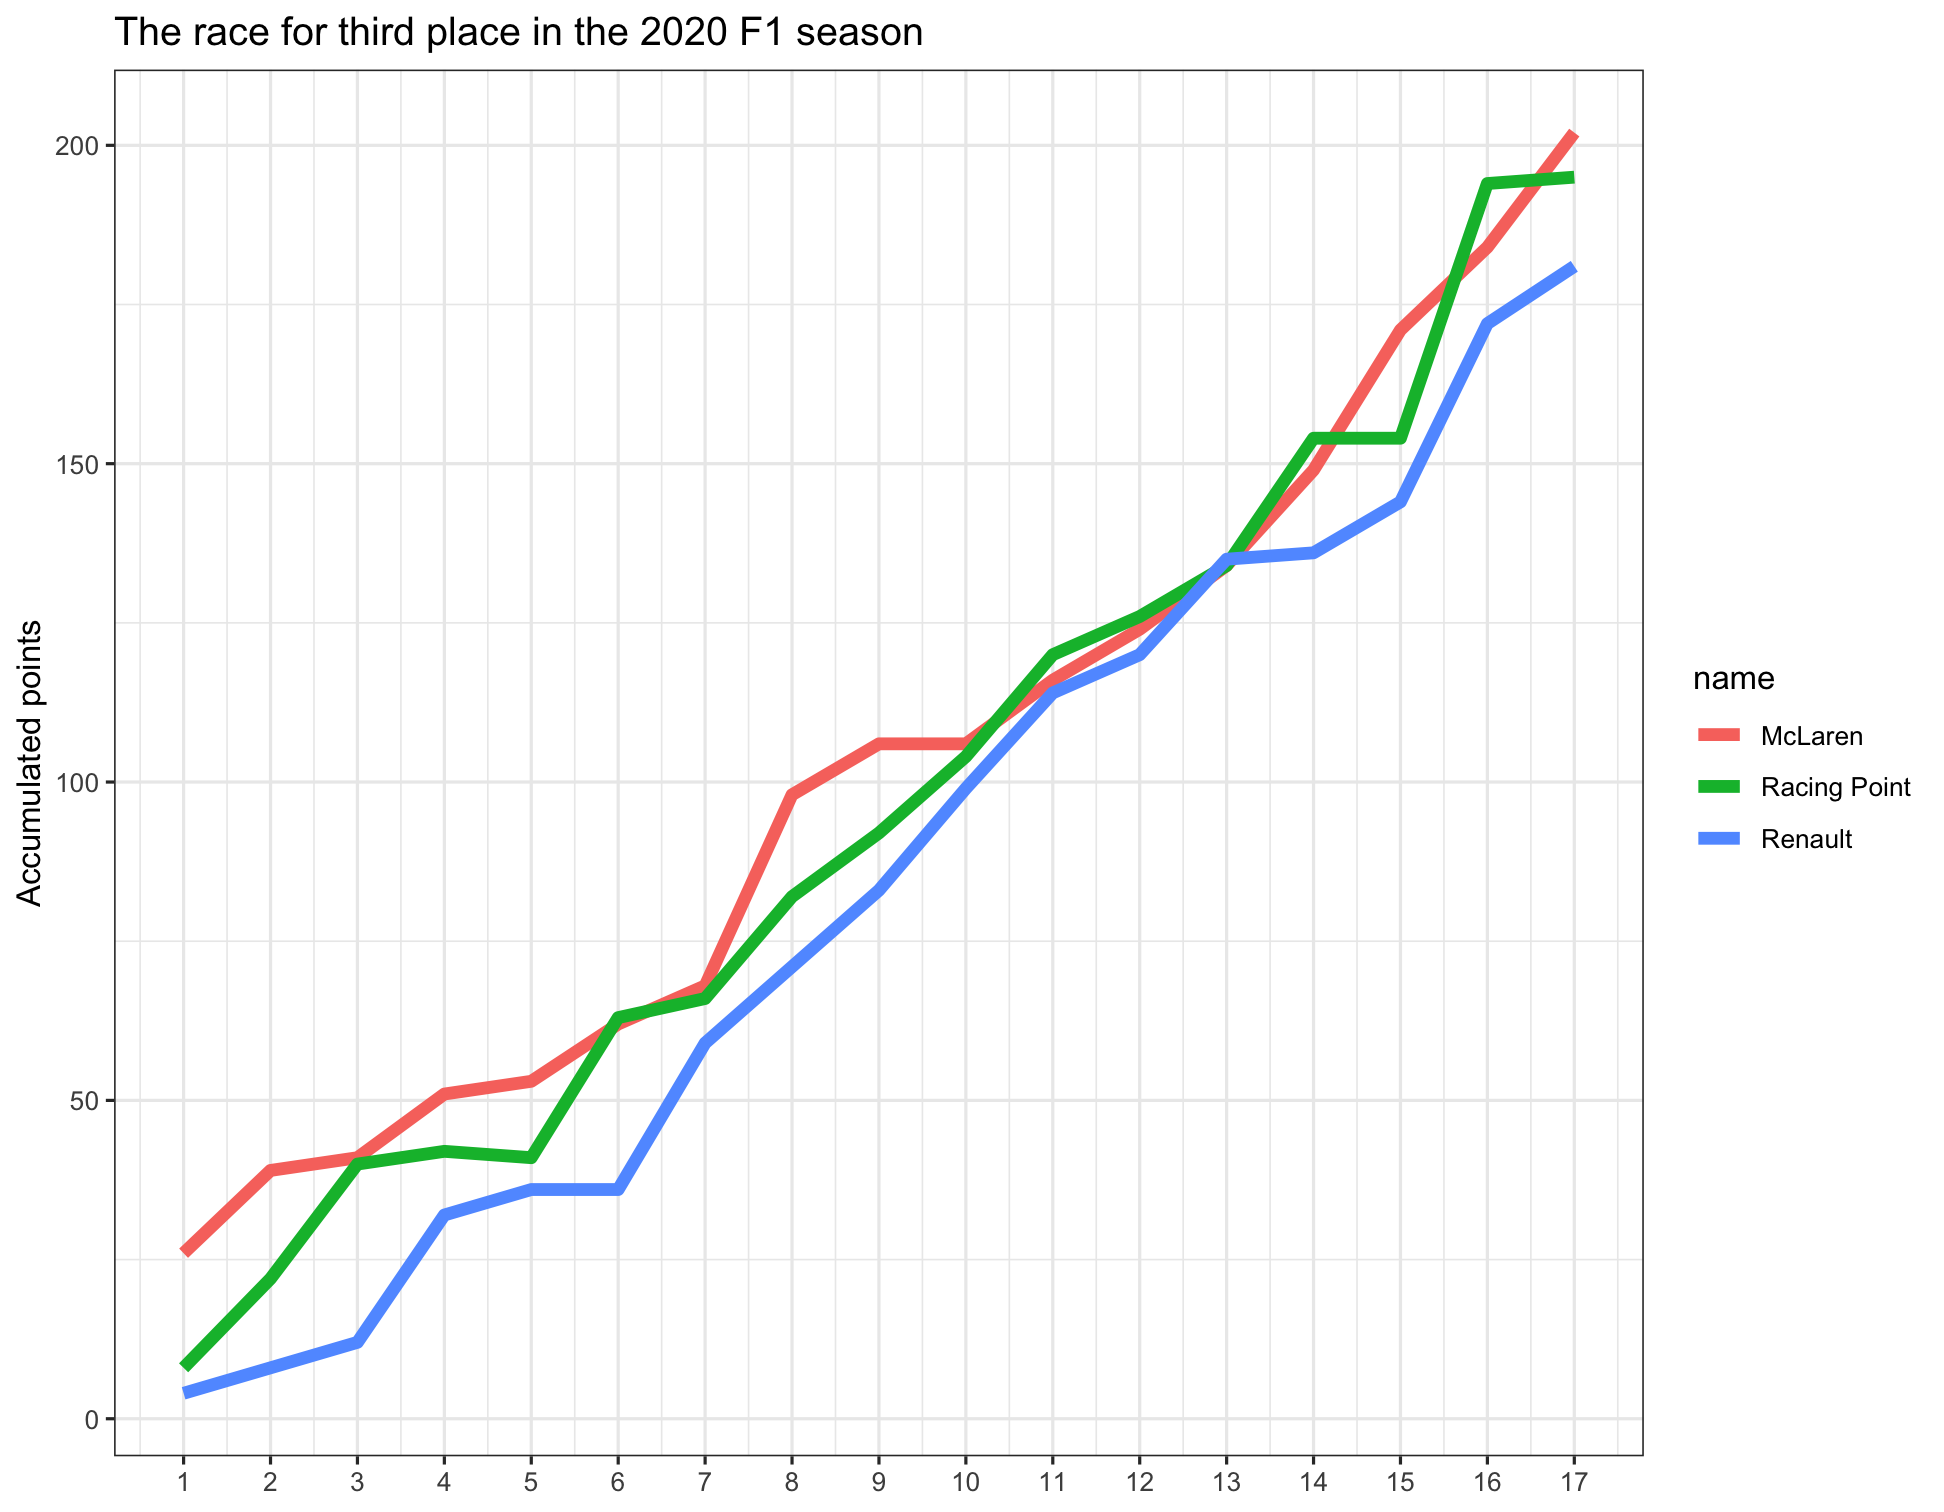 The race for third place in the 2020 F1 season
Accumulated points
200
150
100
50
0
1 2 3 4 5 6 7 8 9 10 11 12 13 14 15 16 17
name
McLaren
Racing Point
Renault